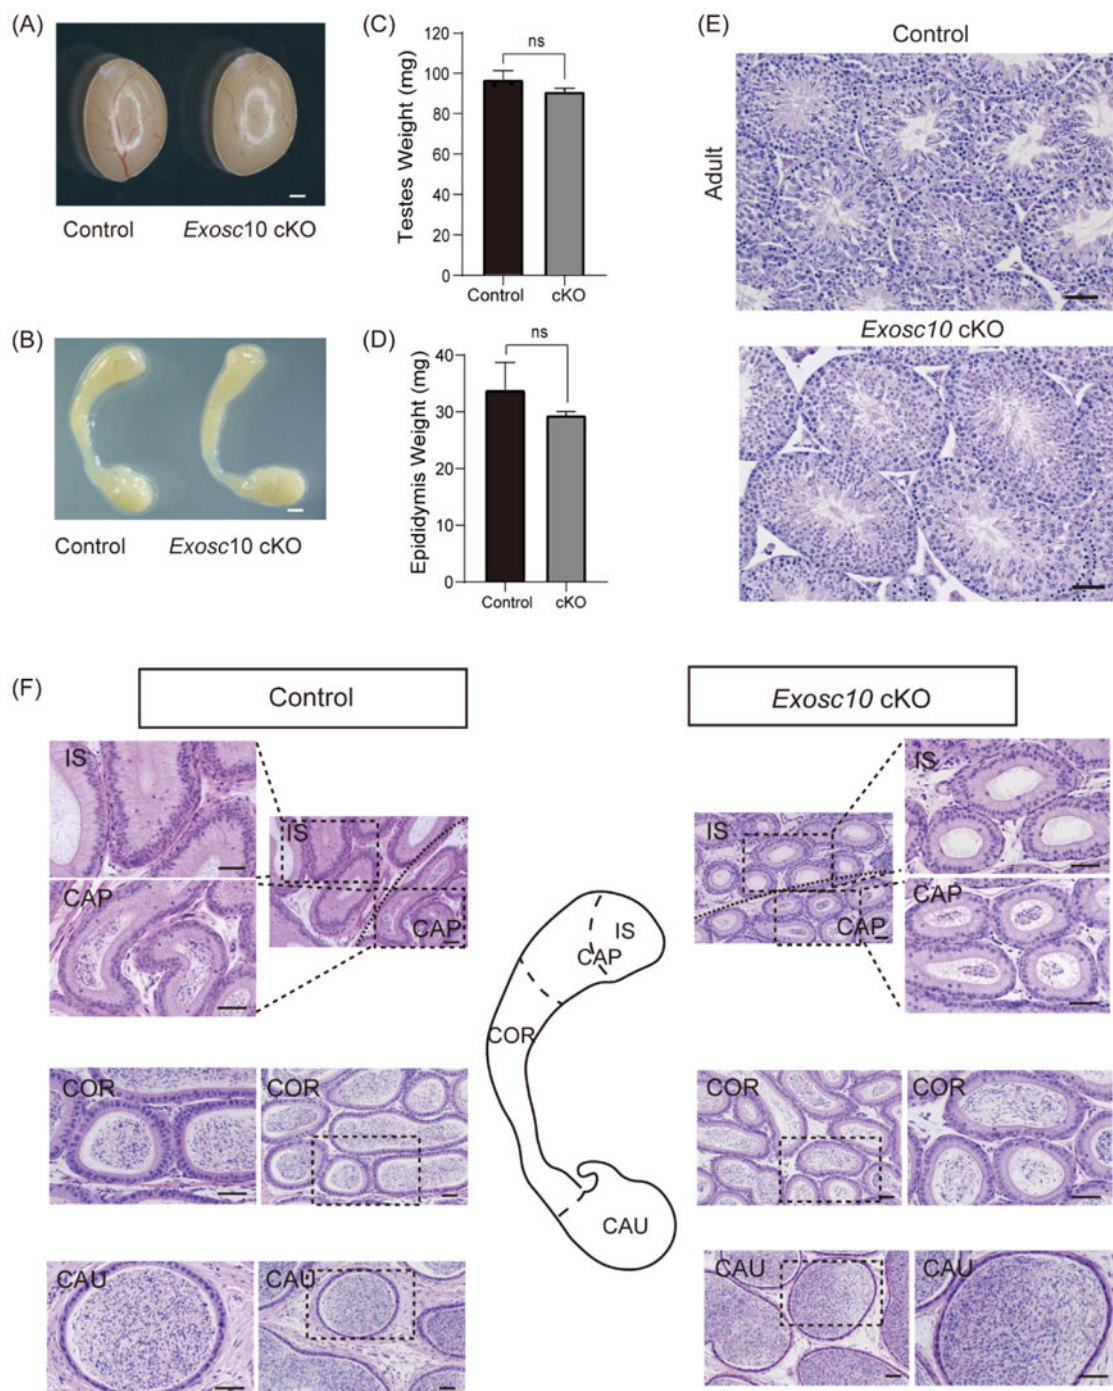 (A)
Control Exosc10 cKO
(B)
Control Exosc10 cKO
(C)
Testes Weight (mg)
120
100
80
60
40
20
0
ns
Control cKO
(D)
Epididymis Weight (mg)
40
30
20
10
0
ns
Control cKO
(E)
Control
Adult
Exosc10 cKO
(F)
Control
IS
IS
CAP
CAP
COR
COR
CAU
CAU
IS
CAP
COR
CAU
Exosc10 cKO
IS
IS
CAP
CAP
COR
COR
CAU
CAU